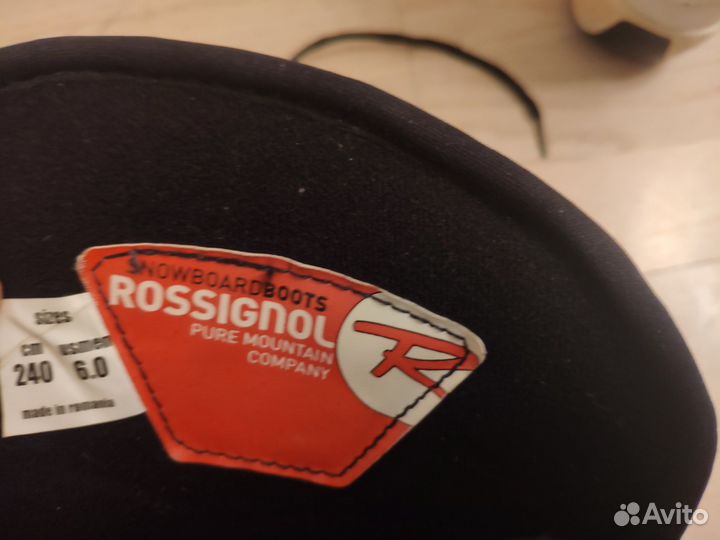 SNOWBOARDBOOTS
ROSSIGNOL
PURE MOUNTAIN
COMPANY
R
sizes
cm usmen
240 6.0
made in romania
Avito